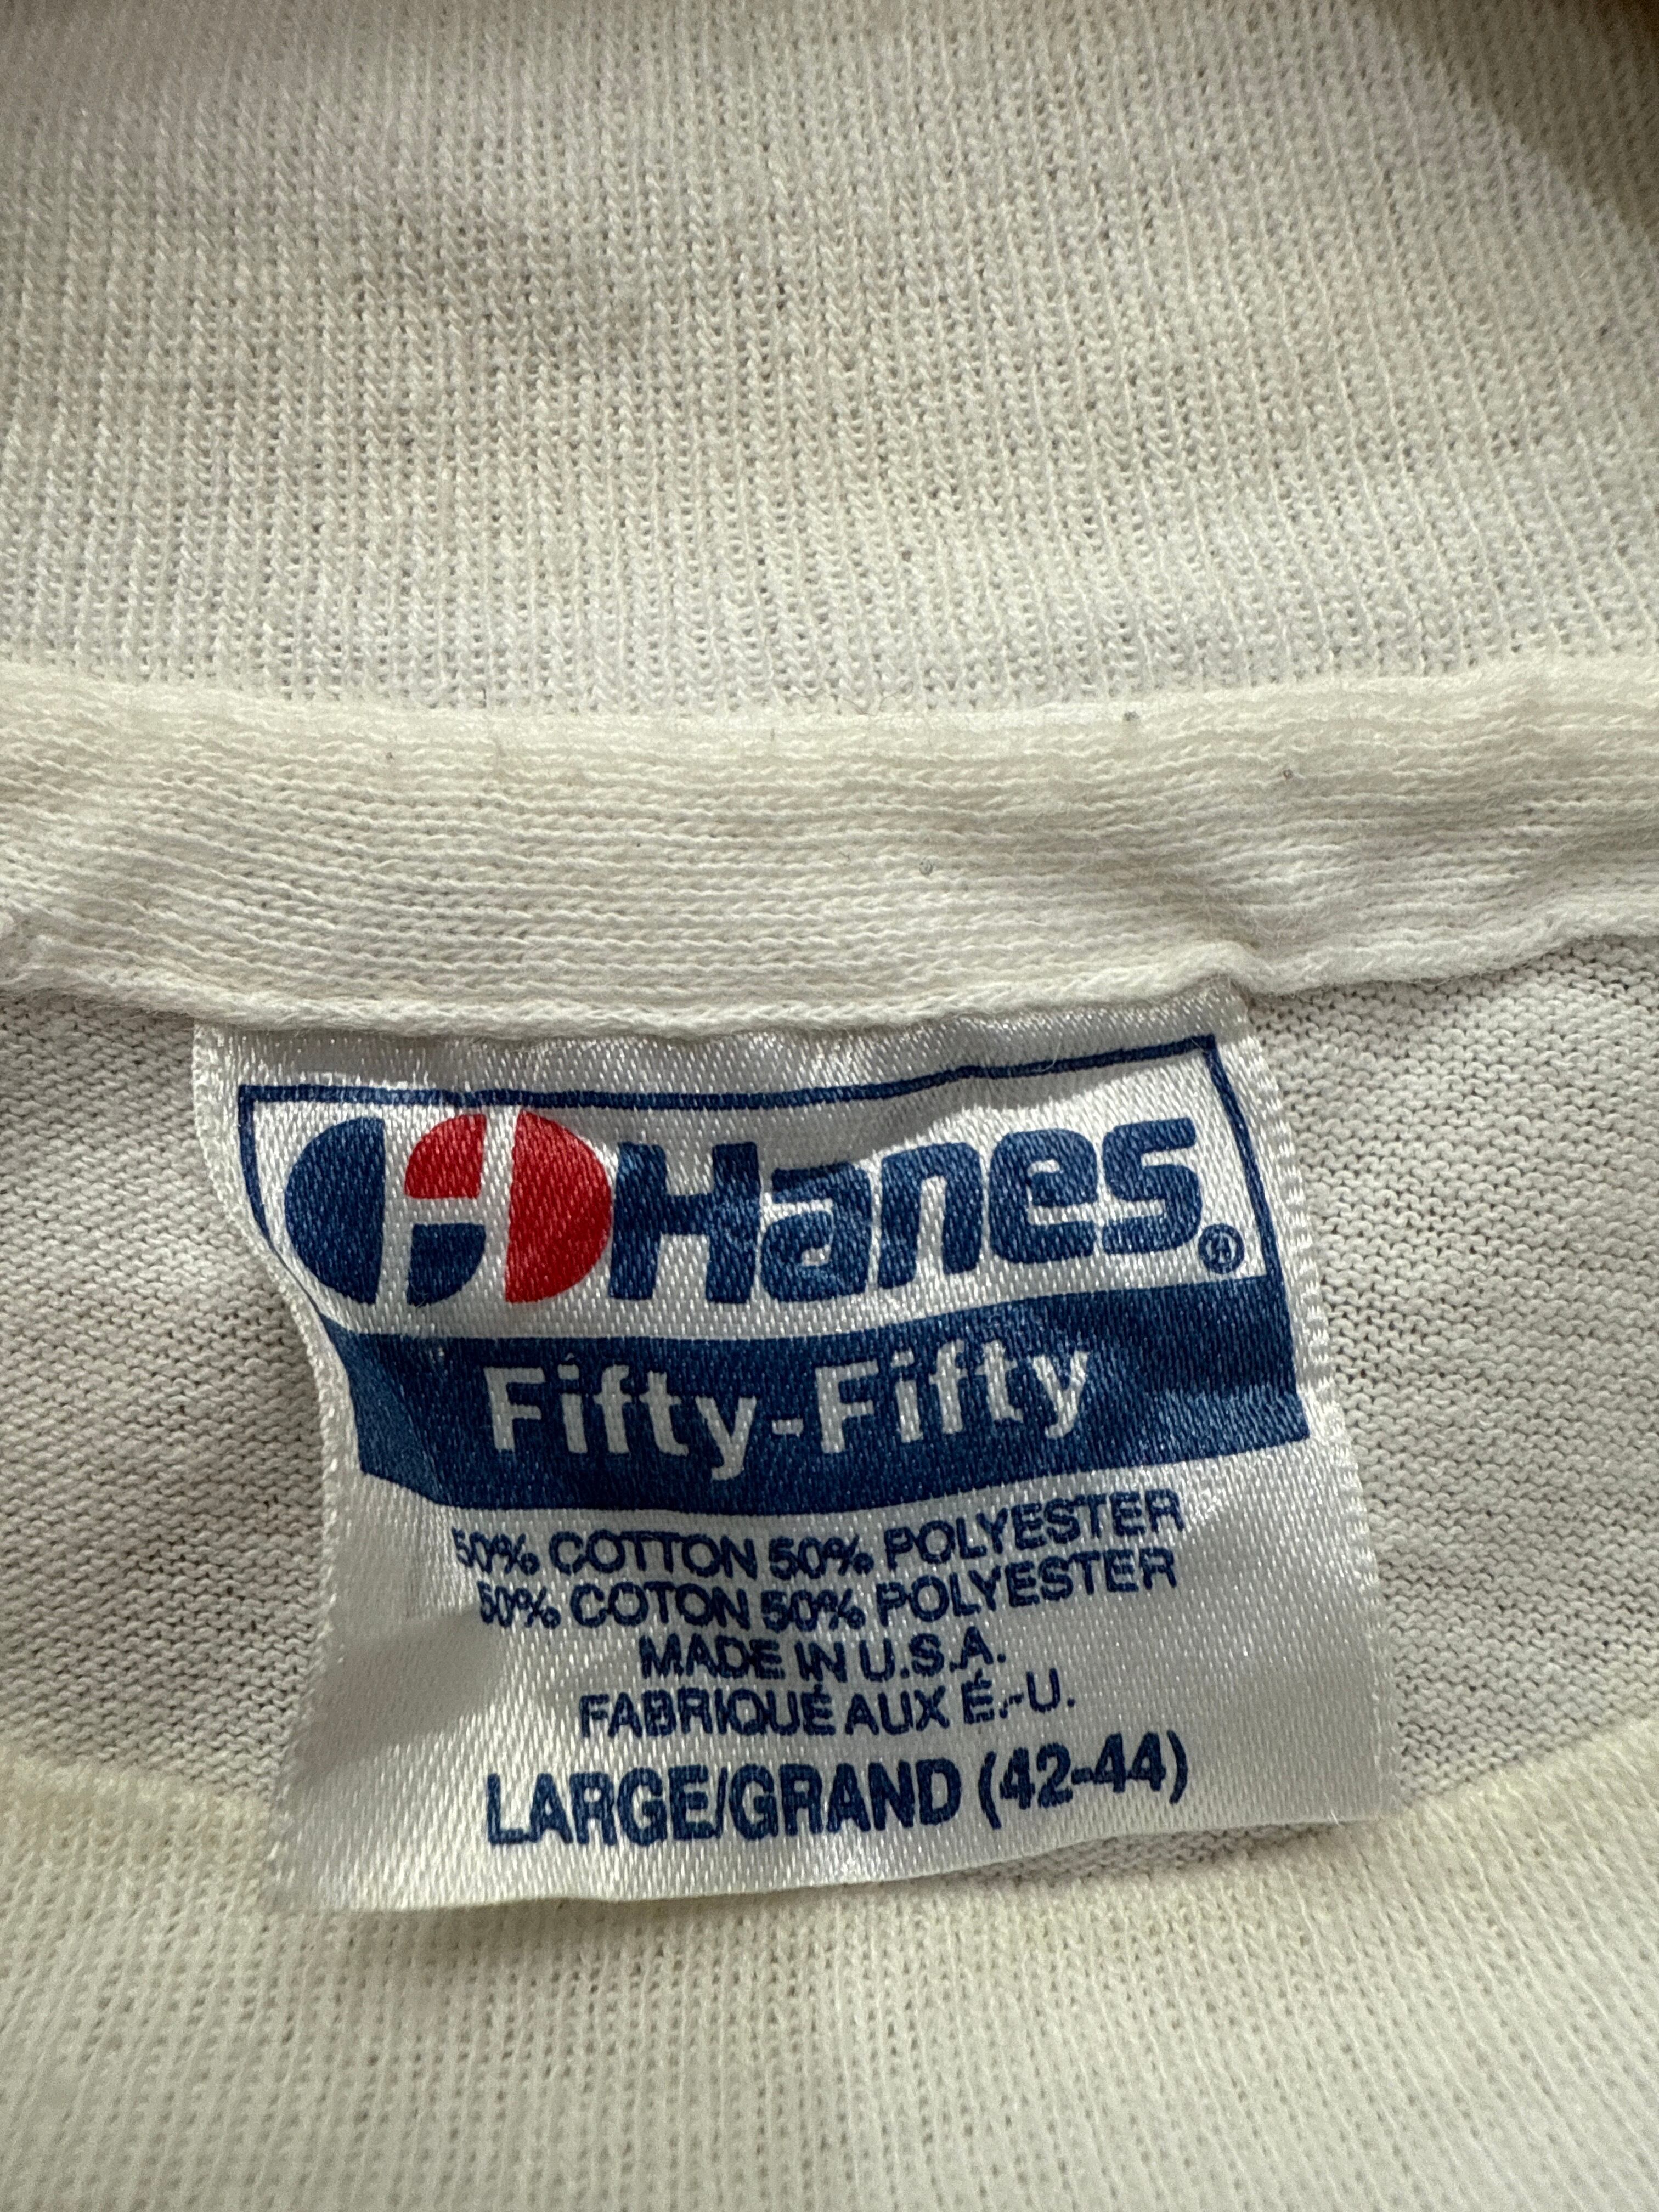 Hanes®
Fifty-Fifty
50% COTTON 50% POLYESTER
50% COTON 50% POLYESTER
MADE IN U.S.A.
FABRIQUÉ AUX É.-U.
LARGE/GRAND (42-44)